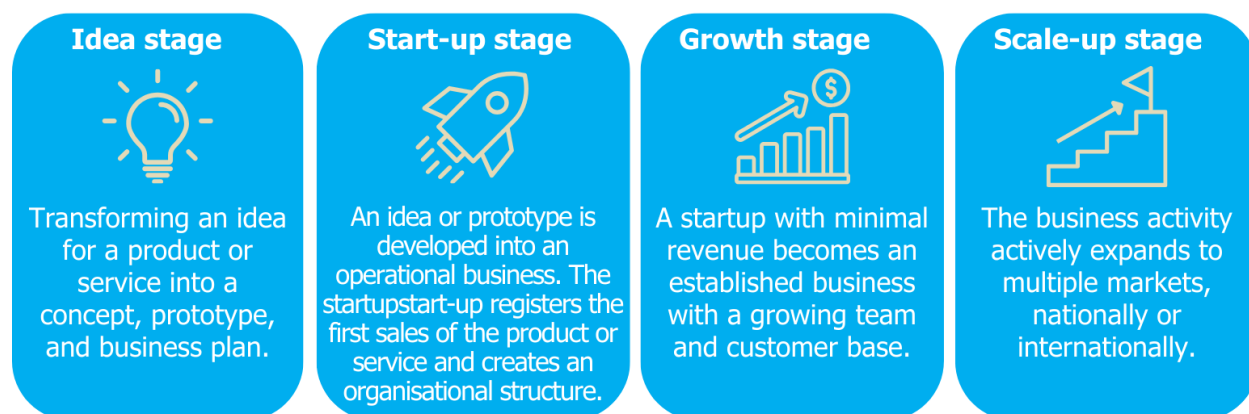 Idea stage
Transforming an idea
for a product or
service into a
concept, prototype,
and business plan.
Start-up stage
An idea or prototype is
developed into an
operational business. The
startupstart-up registers the
first sales of the product or
service and creates an
organisational structure.
Growth stage
$
A startup with minimal
revenue becomes an
established business
with a growing team
and customer base.
Scale-up stage
The business activity
actively expands to
multiple markets,
nationally or
internationally.